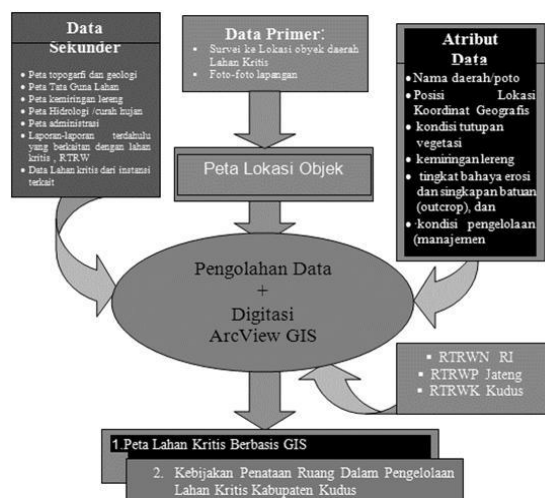 Data
Sekunder
Peta topogarfi dan geologi
Peta Tata Guna Lahan
Peta kemiringan lereng
Peta Hidrologi /curah hujan
Peta administrasi
Laporan-laporan terdahulu
yang berkaitan dengan lahan
kritis , RTRW
Data Lahan kritis dari instansi
terkait
Data Primer:
Survei ke Lokasi obyek daerah
Lahan Kritis
Foto-foto lapangan
Atribut
Data
Nama daerah/poto
Posisi Lokasi
Koordinat Geografis
kondisi tutupan
vegetasi
kemiringan lereng
tingkat bahaya erosi
dan singkapan batuan
(outcrop), dan
kondisi pengelolaan
(manajemen
Peta Lokasi Objek
Pengolahan Data
+
Digitasi
ArcView GIS
RTRWN RI
RTRWP Jateng
RTRWK Kudus
1.Peta Lahan Kritis Berbasis GIS
2. Kebijakan Penataan Ruang Dalam Pengelolaan
Lahan Kritis Kabupaten Kudus